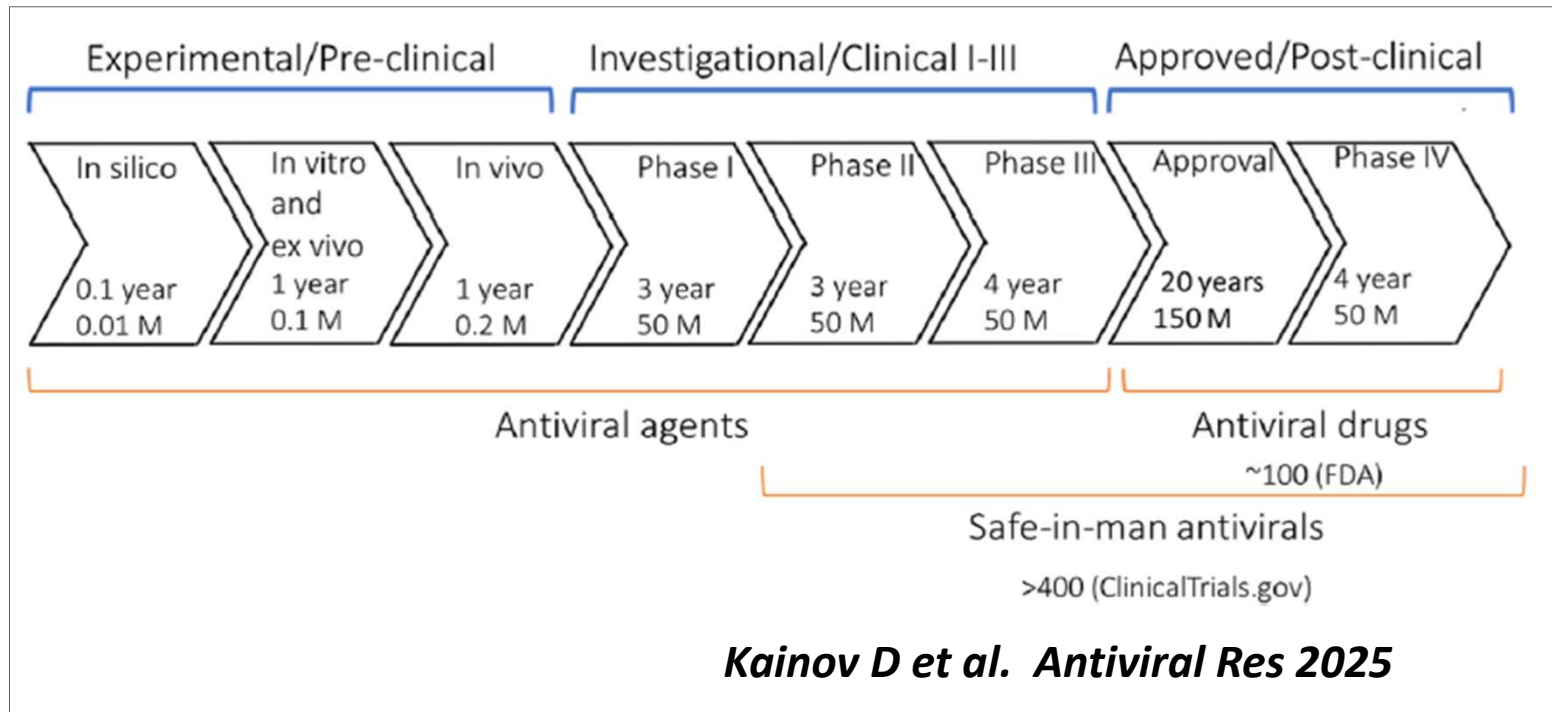 Experimental/Pre-clinical
Investigational/Clinical I-III
Approved/Post-clinical
In silico
0.1 year
0.01 M
In vitro
and
ex vivo
1 year
0.1 M
In vivo
1 year
0.2 M
Phase I
3 year
50 M
Phase II
3 year
50 M
Phase III
4 year
50 M
Approval
20 years
150 M
Phase IV
4 year
50 M
Antiviral agents
Antiviral drugs
~100 (FDA)
Safe-in-man antivirals
>400 (ClinicalTrials.gov)
Kainov D et al. Antiviral Res 2025